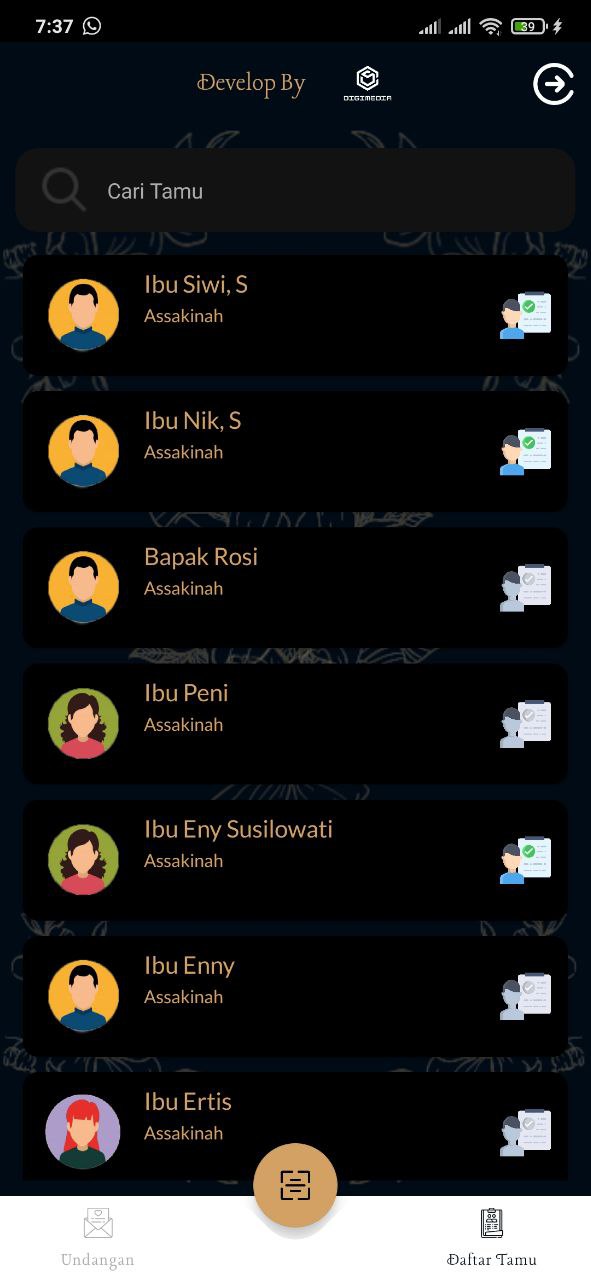 7:37
39
Develop By
DIGIMEDIA
Cari Tamu
Ibu Siwi, S
Assakinah
Ibu Nik, S
Assakinah
Bapak Rosi
Assakinah
Ibu Peni
Assakinah
Ibu Eny Susilowati
Assakinah
Ibu Enny
Assakinah
Ibu Ertis
Assakinah
Undangan
Daftar Tamu